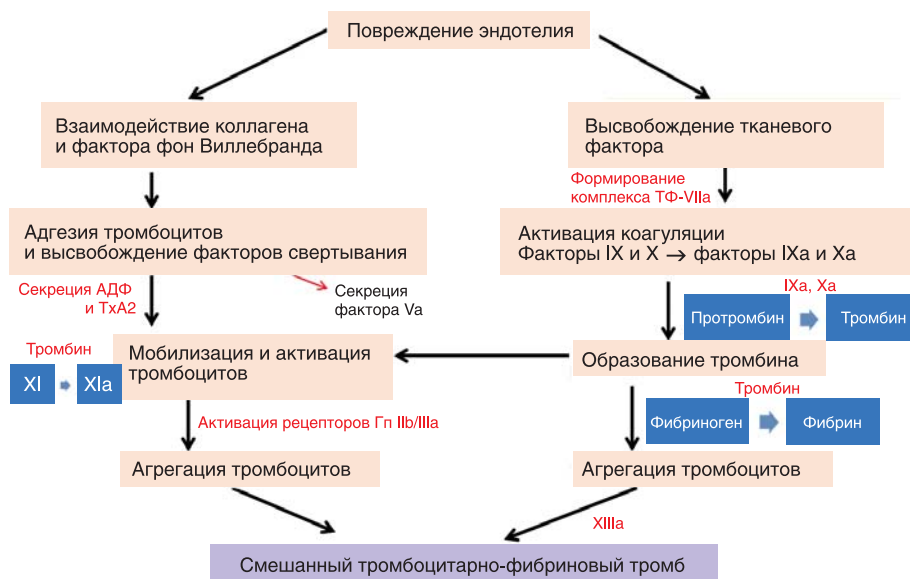 Повреждение эндотелия
Взаимодействие коллагена
и фактора фон Виллебранда
Высвобождение тканевого
фактора
Формирование
комплекса ТФ-VIIa
Адгезия тромбоцитов
и высвобождение факторов свертывания
Активация коагуляции
Факторы IX и X → факторы IXa и Xa
Секреция АДФ
и ТхА2
Секреция
фактора Va
IXa, Xa
Протромбин
Тромбин
Тромбин
XI
XIa
Мобилизация и активация
тромбоцитов
Образование тромбина
Тромбин
Фибриноген
Фибрин
Активация рецепторов Гп IIb/IIIa
Агрегация тромбоцитов
Агрегация тромбоцитов
XIIIa
Смешанный тромбоцитарно-фибриновый тромб